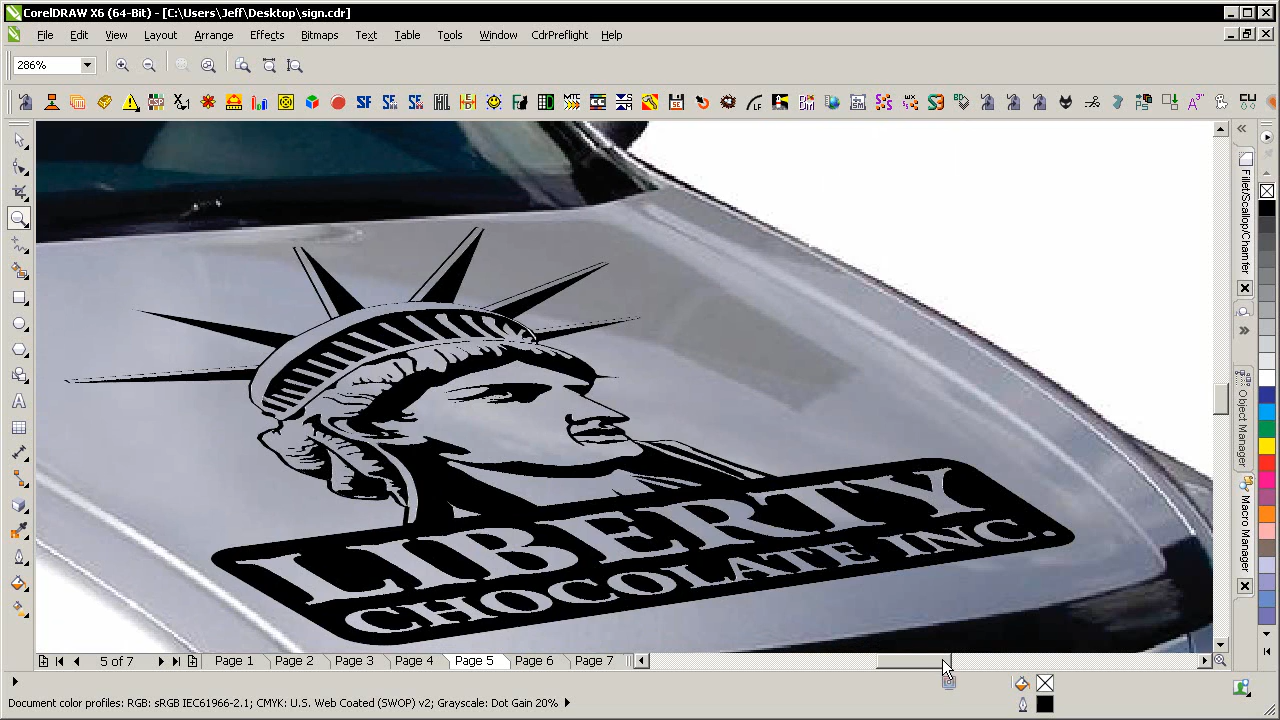 CorelDRAW X6 (64-Bit) - [C:\Users\Jeff\Desktop\sign.cdr]
File Edit View Layout Arrange Effects Bitmaps Text Table Tools Window CdrPreflight Help
286%
LIBERTY
CHOCOLATE INC.
Fillet/Scallop/Chamfer
Object Manager
Macro Manager
5 of 7 Page 1 Page 2 Page 3 Page 4 Page 5 Page 6 Page 7
Document color profiles: RGB: sRGB IEC61966-2.1; CMYK: U.S. Web Coated (SWOP) v2; Grayscale: Dot Gain 20%